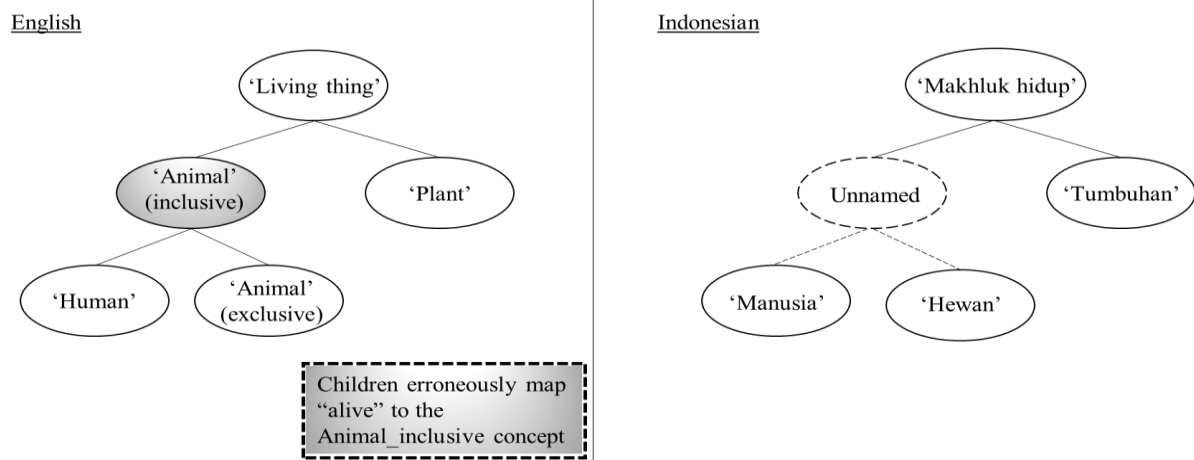 English
‘Living thing’
‘Animal’
(inclusive)
‘Plant’
‘Human’
‘Animal’
(exclusive)
Children erroneously map
“alive” to the
Animal_inclusive concept
Indonesian
‘Makhluk hidup’
Unnamed
‘Tumbuhan’
‘Manusia’
‘Hewan’